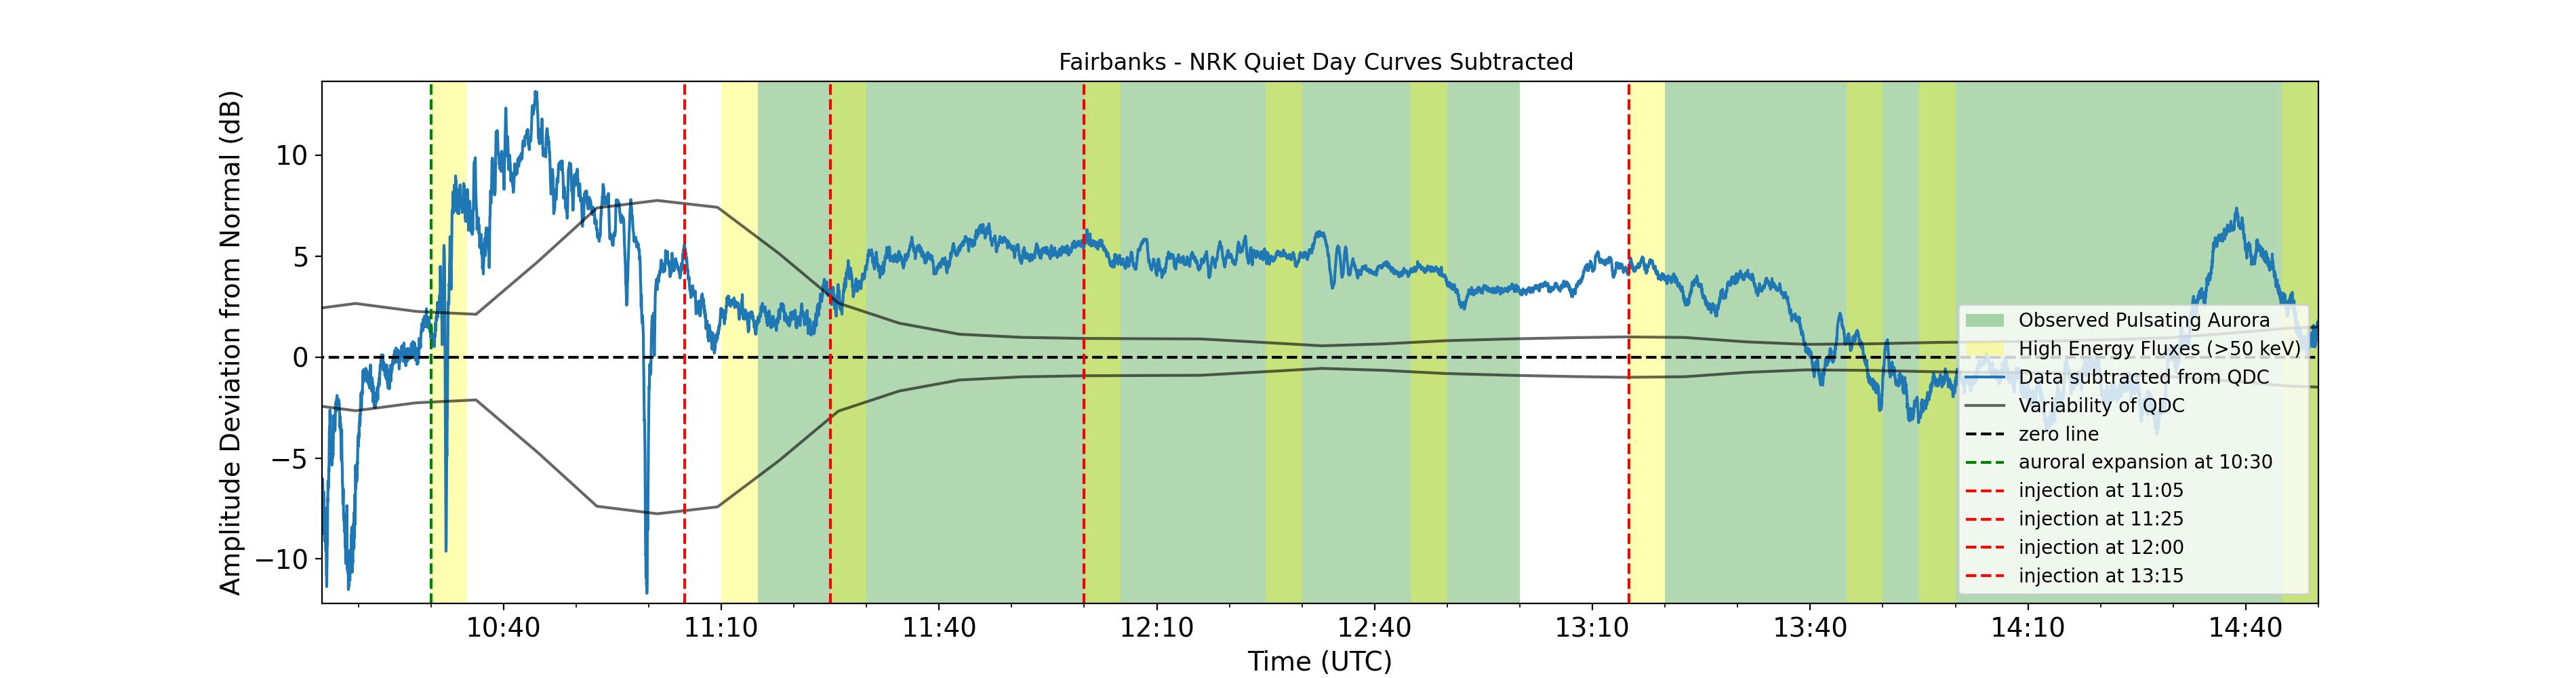 Fairbanks - NRK Quiet Day Curves Subtracted
Amplitude Deviation from Normal (dB)
10
5
0
−5
−10
Observed Pulsating Aurora
High Energy Fluxes (>50 keV)
Data subtracted from QDC
Variability of QDC
zero line
auroral expansion at 10:30
injection at 11:05
injection at 11:25
injection at 12:00
injection at 13:15
10:40 11:10 11:40 12:10 12:40 13:10 13:40 14:10 14:40
Time (UTC)